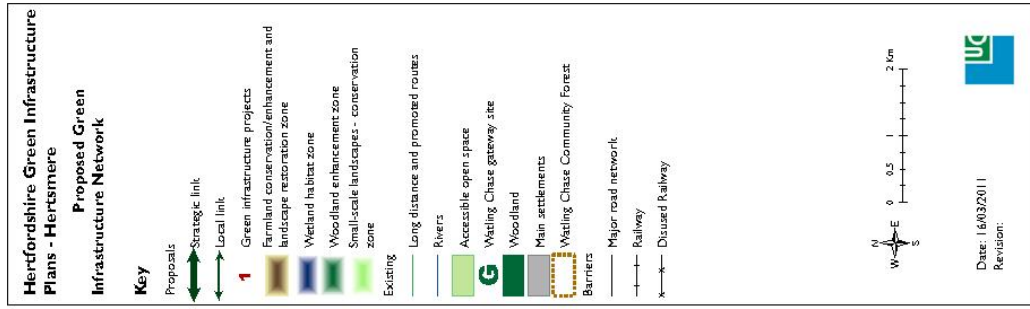 Hertfordshire Green Infrastructure
Plans - Hertsmere
Proposed Green
Infrastructure Network
Key
Proposals
Strategic link
Local link
1 Green infrastructure projects
Farmland conservation/enhancement and
landscape restoration zone
Wetland habitat zone
Woodland enhancement zone
Small-scale landscapes - conservation
zone
Existing
Long distance and promoted routes
Rivers
Accessible open space
G Watling Chase gateway site
Woodland
Main settlements
Watling Chase Community Forest
Barriers
Major road network
Railway
Disused Railway
N
W E
S
0 0.5 1 2 Km
Date: 16/03/2011
Revision: